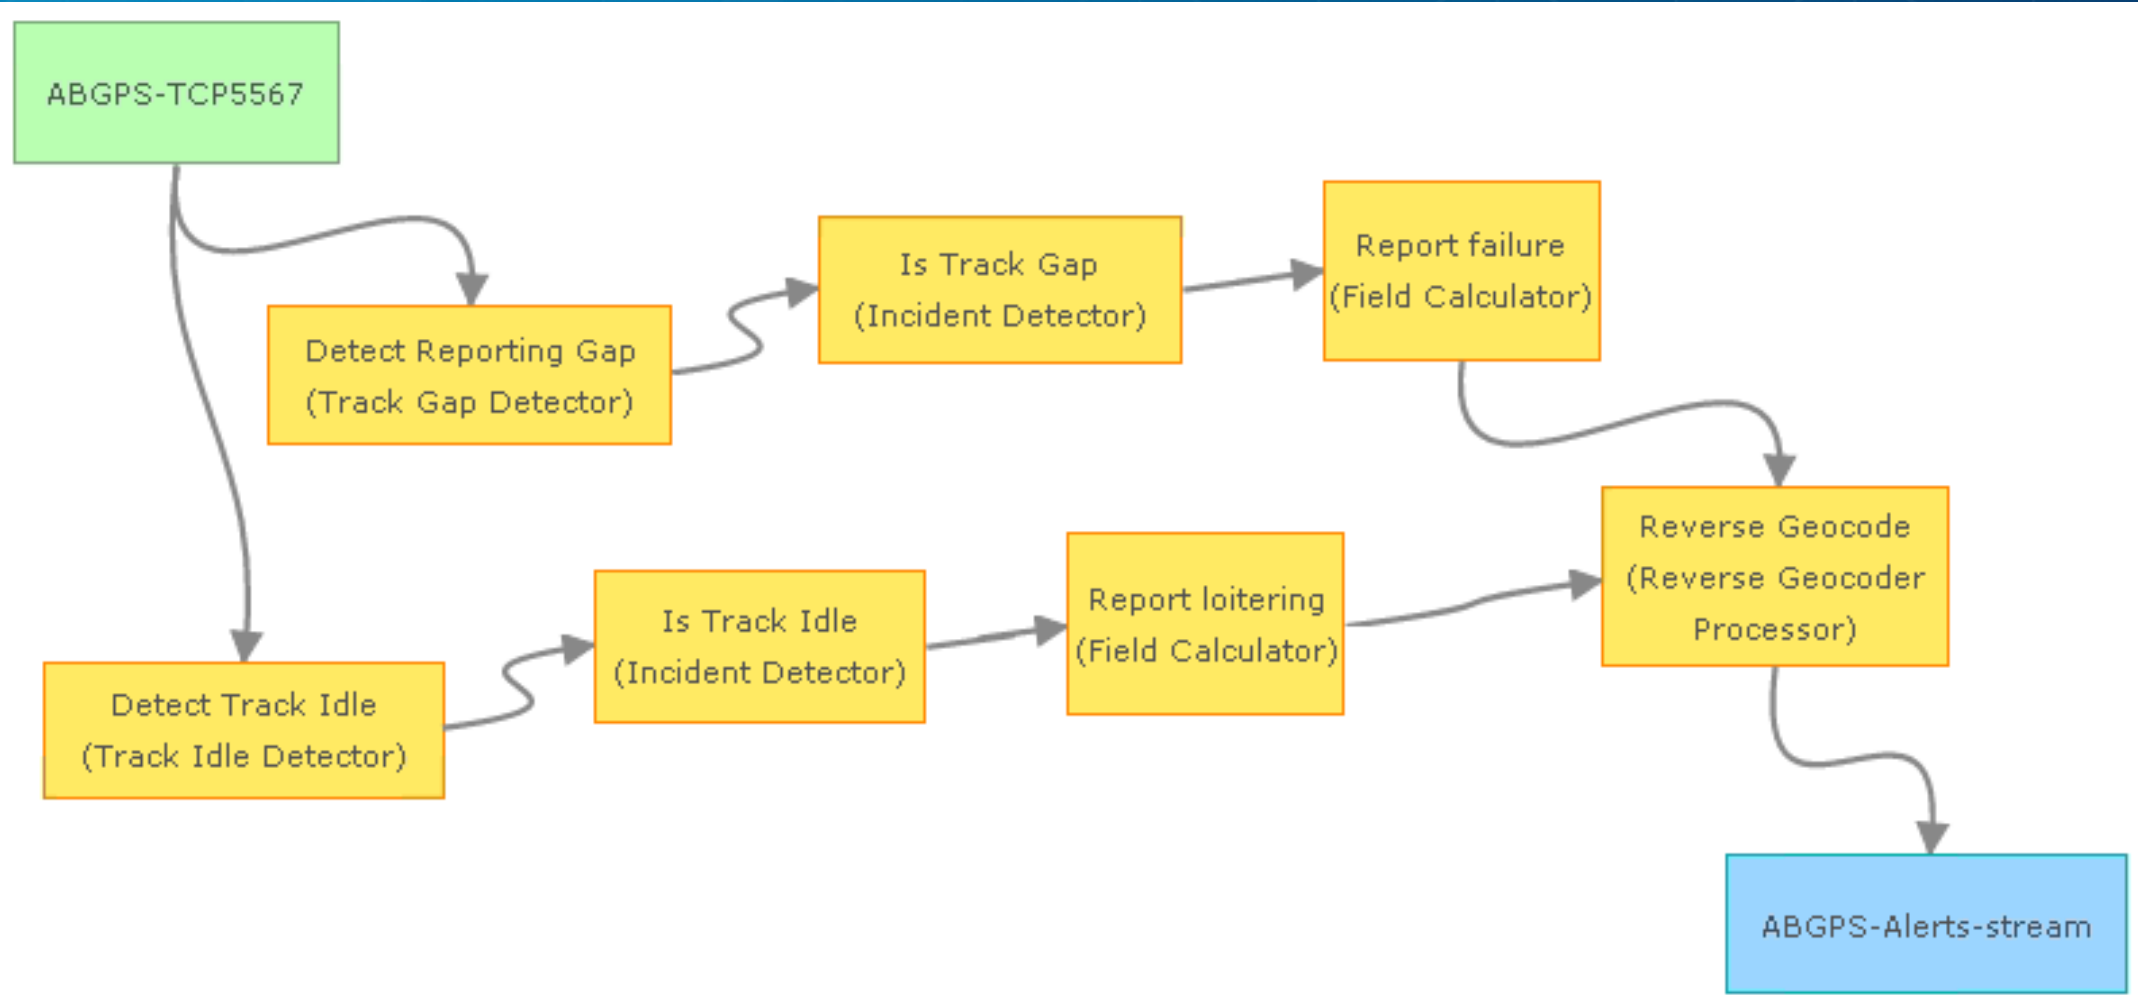 ABGPS-TCP5567
Detect Reporting Gap
(Track Gap Detector)
Is Track Gap
(Incident Detector)
Report failure
(Field Calculator)
Detect Track Idle
(Track Idle Detector)
Is Track Idle
(Incident Detector)
Report loitering
(Field Calculator)
Reverse Geocode
(Reverse Geocoder
Processor)
ABGPS-Alerts-stream